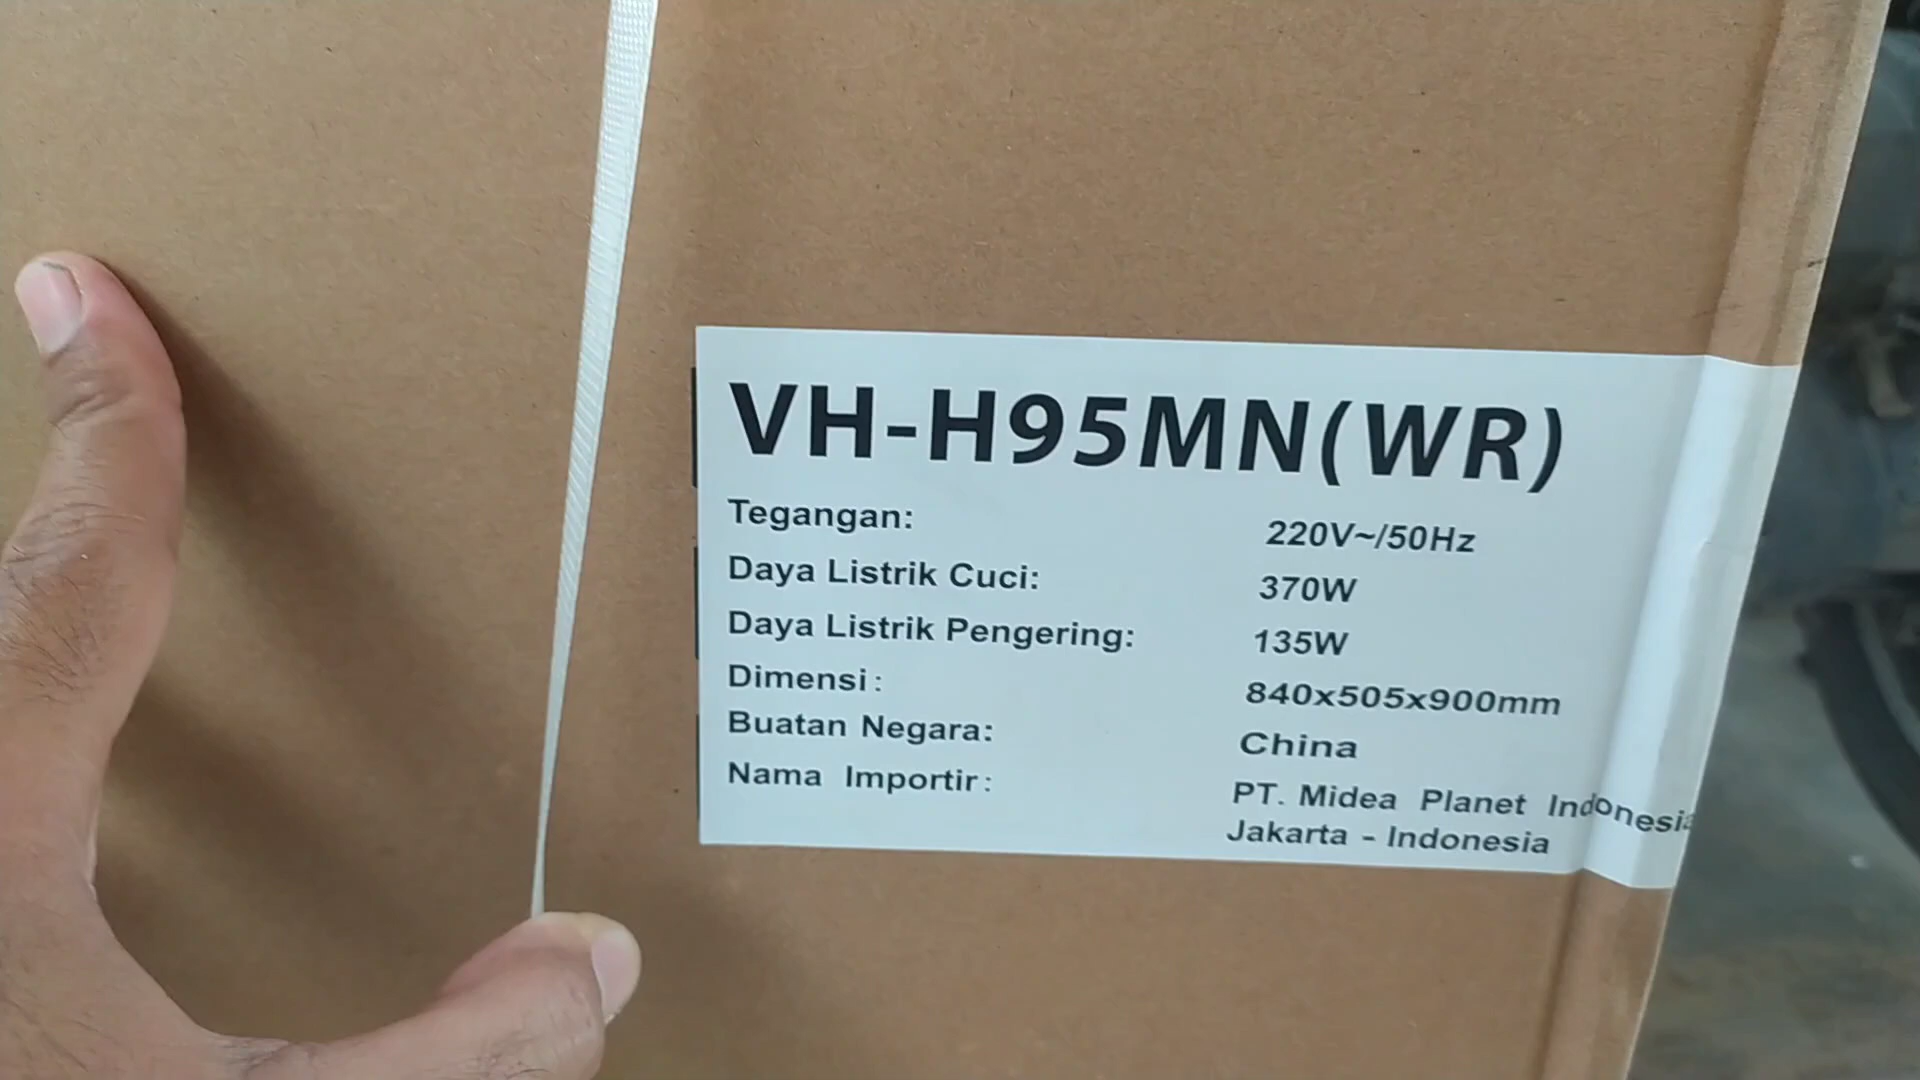 VH-H95MN(WR)
Tegangan: 220V~/50Hz
Daya Listrik Cuci: 370W
Daya Listrik Pengering: 135W
Dimensi: 840x505x900mm
Buatan Negara: China
Nama Importir: PT. Midea Planet Indonesia
Jakarta - Indonesia